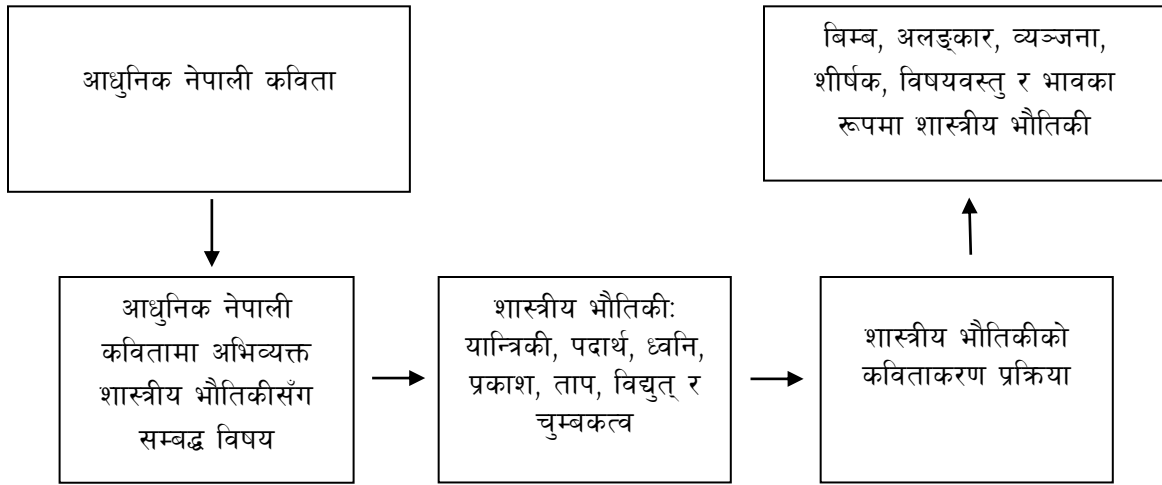 आधुनिक नेपाली कविता
आधुनिक नेपाली
कवितामा अभिव्यक्त
शास्त्रीय भौतिकीसँग
सम्बद्ध विषय
शास्त्रीय भौतिकी:
यान्त्रिकी, पदार्थ, ध्वनि,
प्रकाश, ताप, विद्युत् र
चुम्बकत्व
शास्त्रीय भौतिकीको
कविताकरण प्रक्रिया
बिम्ब, अलङ्कार, व्यञ्जना,
शीर्षक, विषयवस्तु र भावका
रूपमा शास्त्रीय भौतिकी